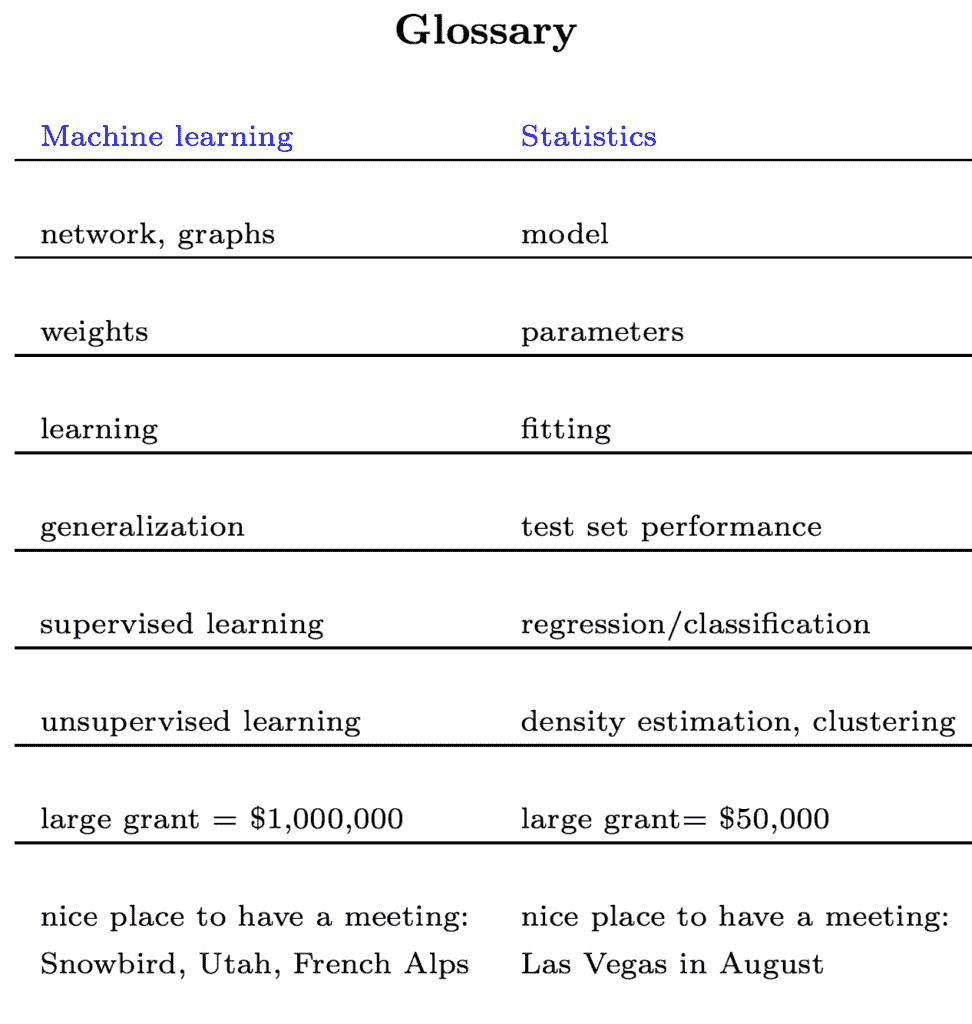 Glossary
Machine learning Statistics
network, graphs model
weights parameters
learning fitting
generalization test set performance
supervised learning regression/classification
unsupervised learning density estimation, clustering
large grant = $1,000,000 large grant= $50,000
nice place to have a meeting: nice place to have a meeting:
Snowbird, Utah, French Alps Las Vegas in August